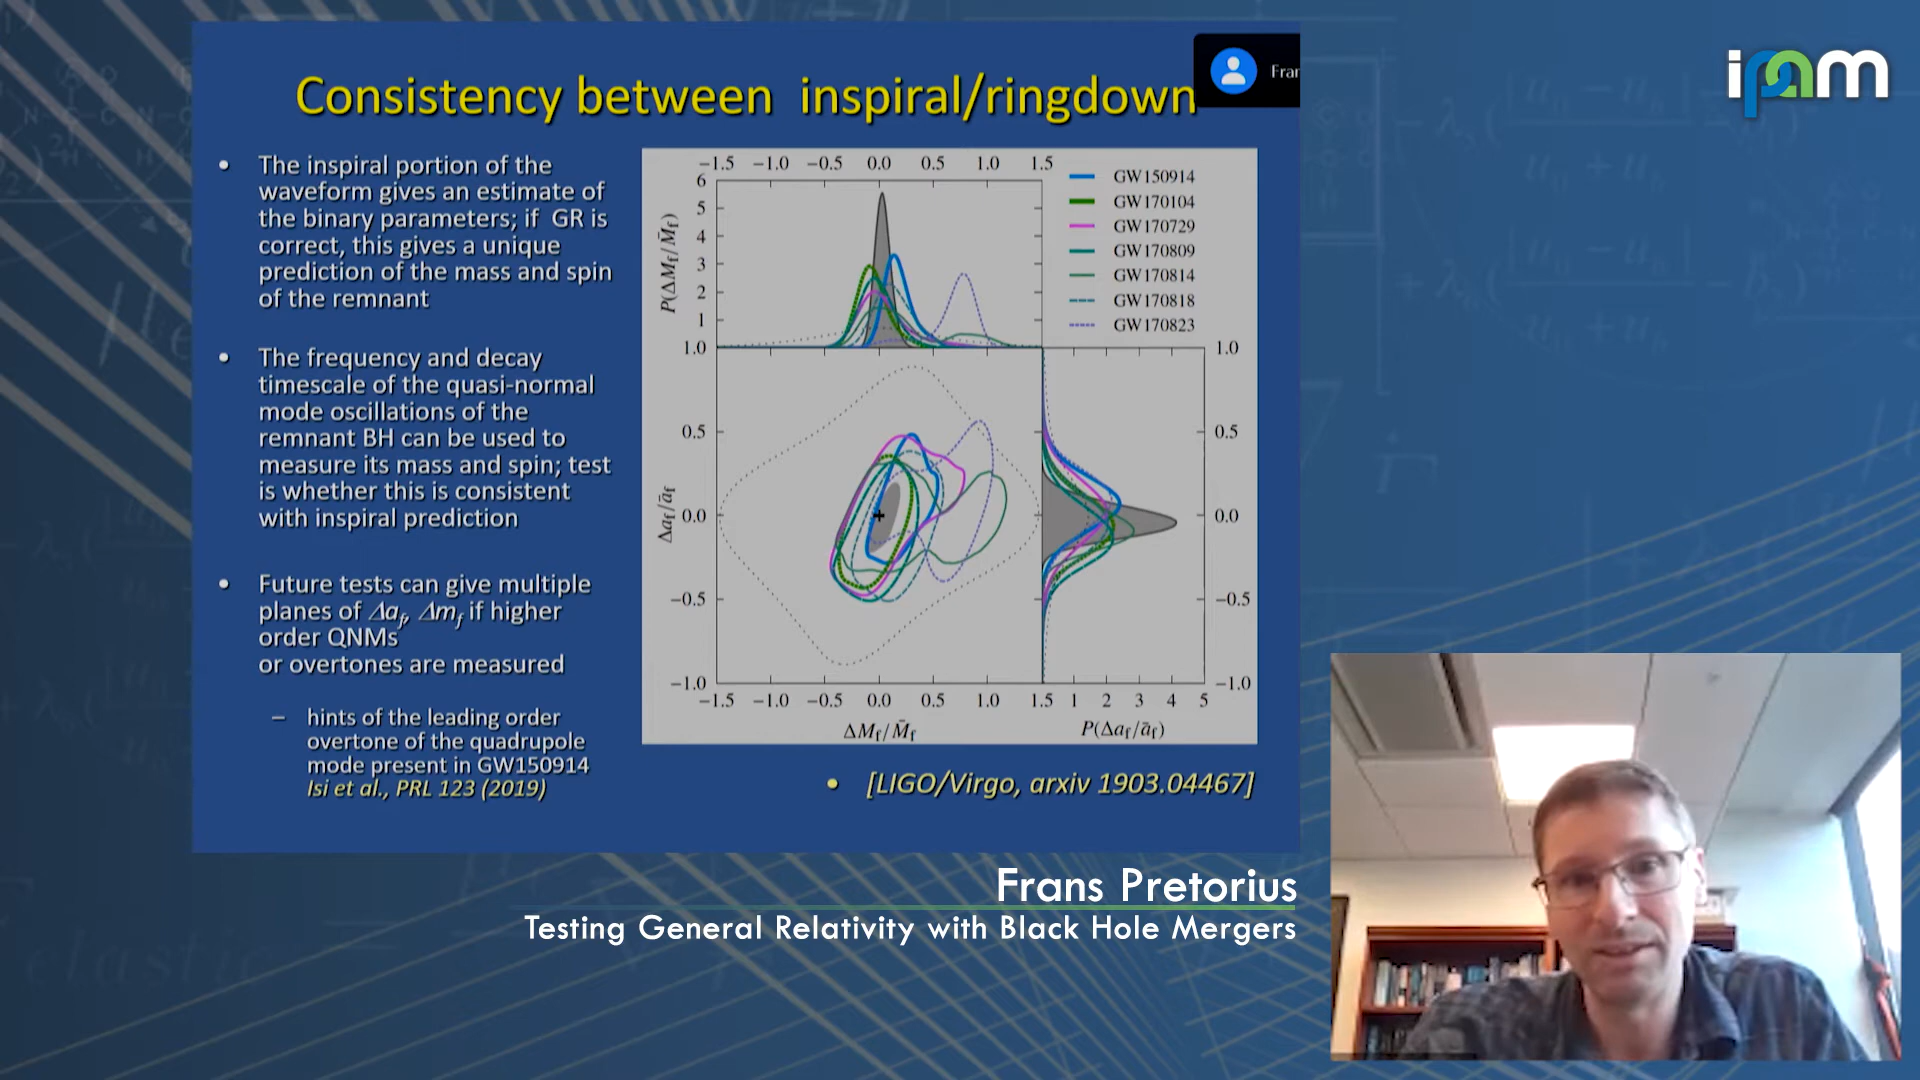 Consistency between inspiral/ringdown
Fran
ipam
• The inspiral portion of the
waveform gives an estimate of
the binary parameters; if GR is
correct, this gives a unique
prediction of the mass and spin
of the remnant
• The frequency and decay
timescale of the quasi-normal
mode oscillations of the
remnant BH can be used to
measure its mass and spin; test
is whether this is consistent
with inspiral prediction
• Future tests can give multiple
planes of Δa_f, Δm_f if higher
order QNMs
or overtones are measured
– hints of the leading order
overtone of the quadrupole
mode present in GW150914
Isi et al., PRL 123 (2019)
−1.5 −1.0 −0.5 0.0 0.5 1.0 1.5
6
5
4
3
2
1
P(ΔM_f/M̄_f)
GW150914
GW170104
GW170729
GW170809
GW170814
GW170818
GW170823
1.0
0.5
0.0
−0.5
−1.0
Δa_f/ā_f
1.0
0.5
0.0
−0.5
−1.0
−1.5 −1.0 −0.5 0.0 0.5 1.0 1.5 1 2 3 4 5
ΔM_f/M̄_f
P(Δa_f/ā_f)
• [LIGO/Virgo, arxiv 1903.04467]
Frans Pretorius
Testing General Relativity with Black Hole Mergers